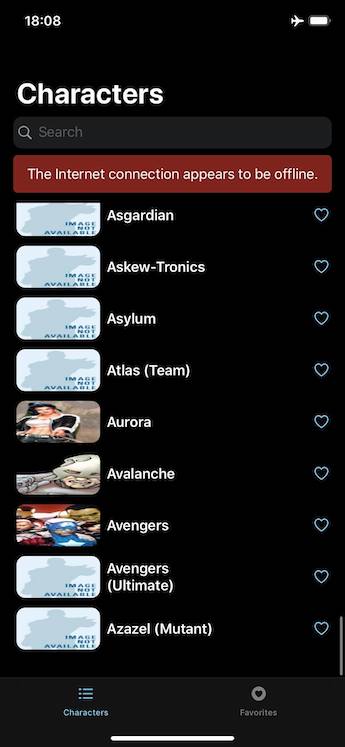 18:08
Characters
Search
The Internet connection appears to be offline.
IMAGE
NOT
AVAILABLE
Asgardian
IMAGE
NOT
AVAILABLE
Askew-Tronics
IMAGE
NOT
AVAILABLE
Asylum
IMAGE
NOT
AVAILABLE
Atlas (Team)
Aurora
Avalanche
Avengers
IMAGE
NOT
AVAILABLE
Avengers
(Ultimate)
IMAGE
NOT
AVAILABLE
Azazel (Mutant)
Characters
Favorites